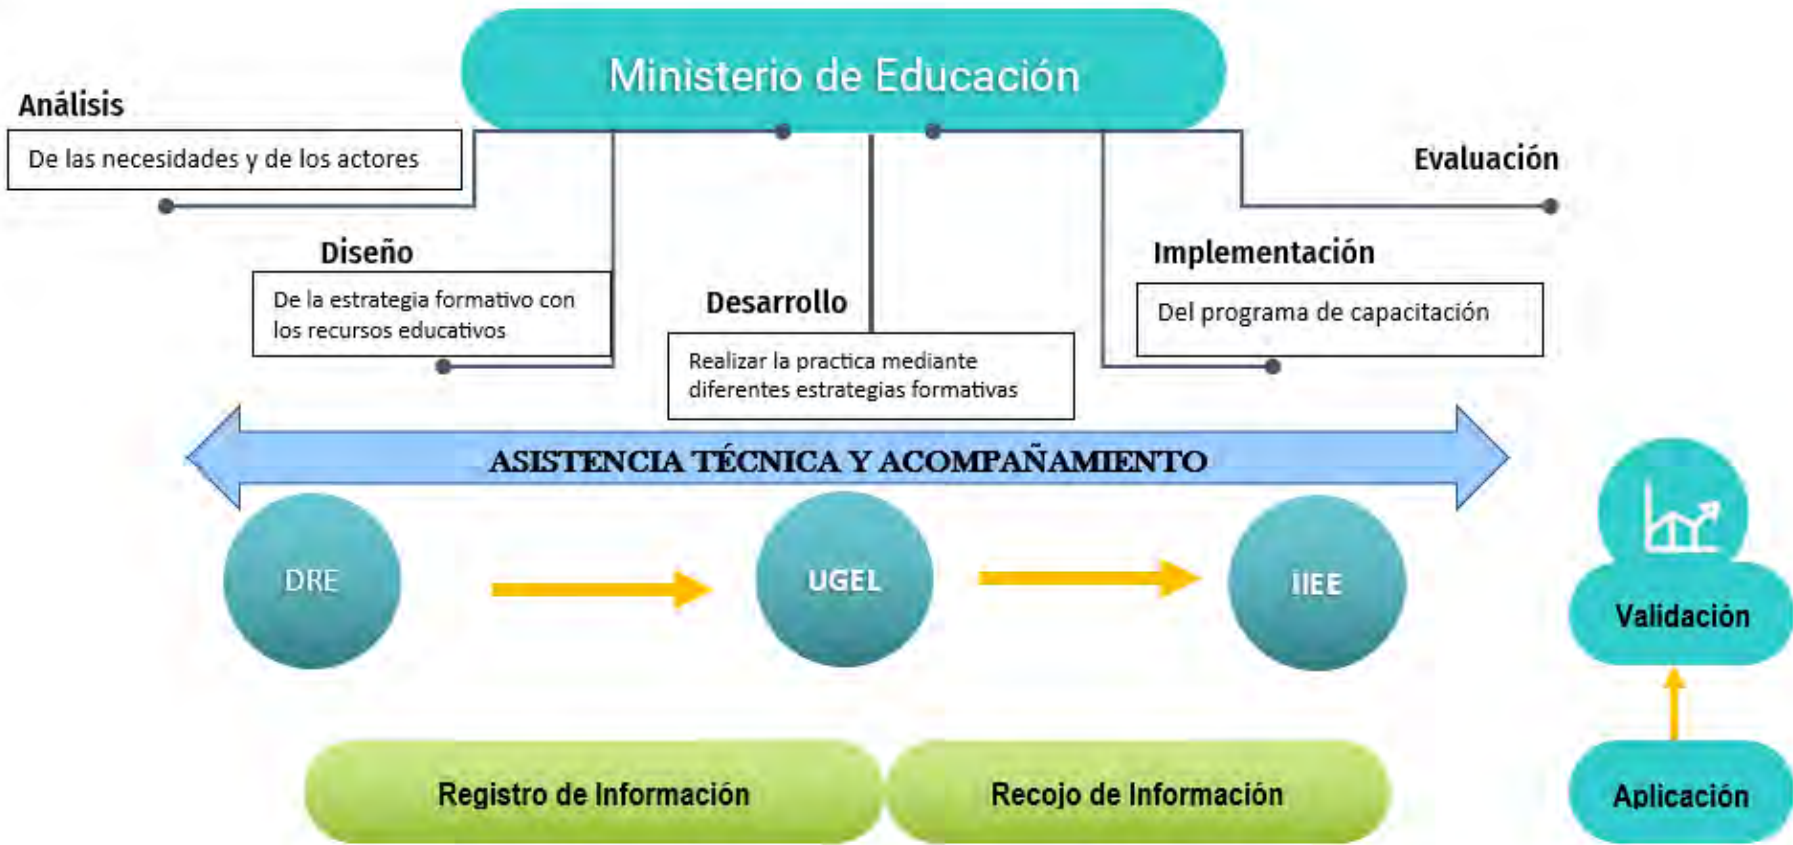 Ministerio de Educación
Análisis
De las necesidades y de los actores
Evaluación
Diseño
De la estrategia formativo con
los recursos educativos
Desarrollo
Realizar la practica mediante
diferentes estrategias formativas
Implementación
Del programa de capacitación
ASISTENCIA TÉCNICA Y ACOMPAÑAMIENTO
DRE
UGEL
IIEE
Validación
Registro de Información
Recojo de Información
Aplicación